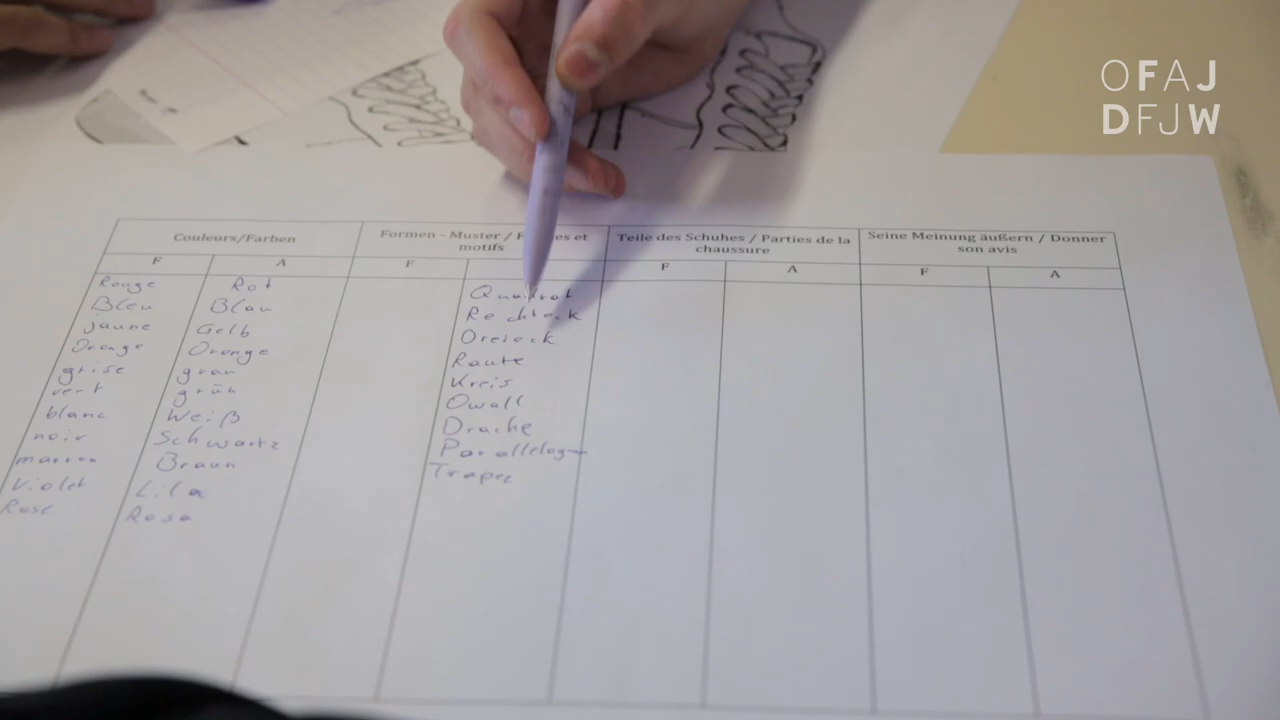 OFAJ
DFJW
Couleurs/Farben
Formen - Muster / et motifs
Teile des Schuhes / Parties de la chaussure
Seine Meinung äußern / Donner son avis
F A F F A F A
Rouge Rot Quadrat
Bleu Blau Rechteck
jaune Gelb Dreieck
Orange Orange Raute
grise grau Kreis
vert grün Owall
blanc Weiß Drache
noir Schwartz Parallelog
marron Braun Trapez
Violet Lila
Rose Rosa